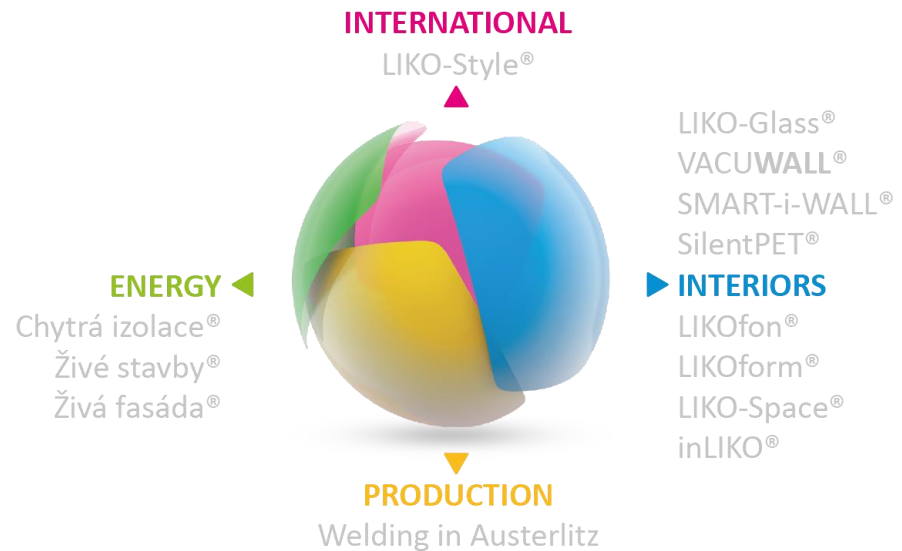 INTERNATIONAL
LIKO-Style®
LIKO-Glass®
VACUWALL®
SMART-i-WALL®
SilentPET®
INTERIORS
LIKOfon®
LIKOform®
LIKO-Space®
inLIKO®
ENERGY
Chytrá izolace®
Živé stavby®
Živá fasáda®
PRODUCTION
Welding in Austerlitz